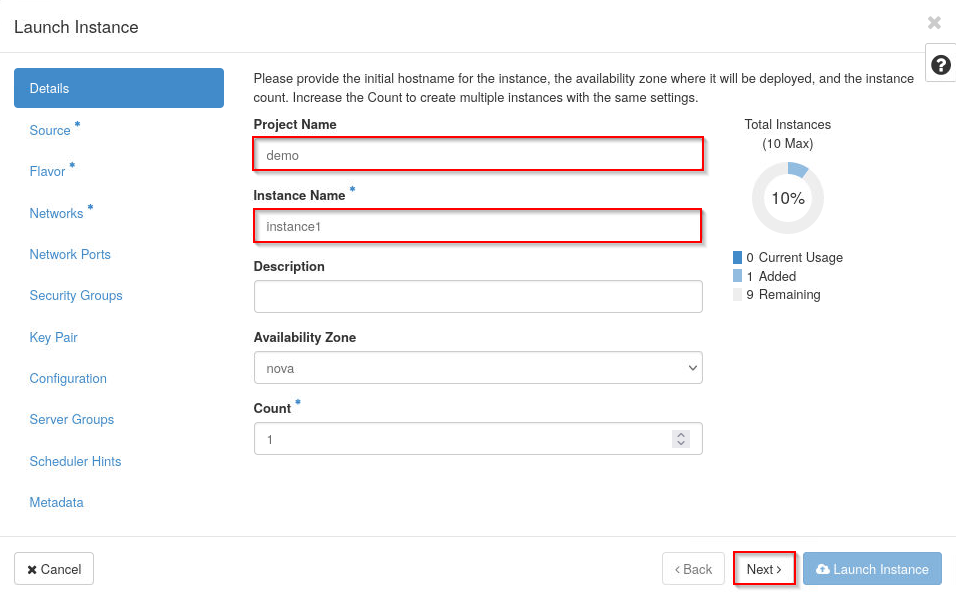 Launch Instance
Details
Source *
Flavor *
Networks *
Network Ports
Security Groups
Key Pair
Configuration
Server Groups
Scheduler Hints
Metadata
Please provide the initial hostname for the instance, the availability zone where it will be deployed, and the instance
count. Increase the Count to create multiple instances with the same settings.
Project Name
demo
Instance Name *
instance1
Description
Availability Zone
nova
Count *
1
Total Instances
(10 Max)
10%
0 Current Usage
1 Added
9 Remaining
✖ Cancel
‹ Back
Next ›
Launch Instance